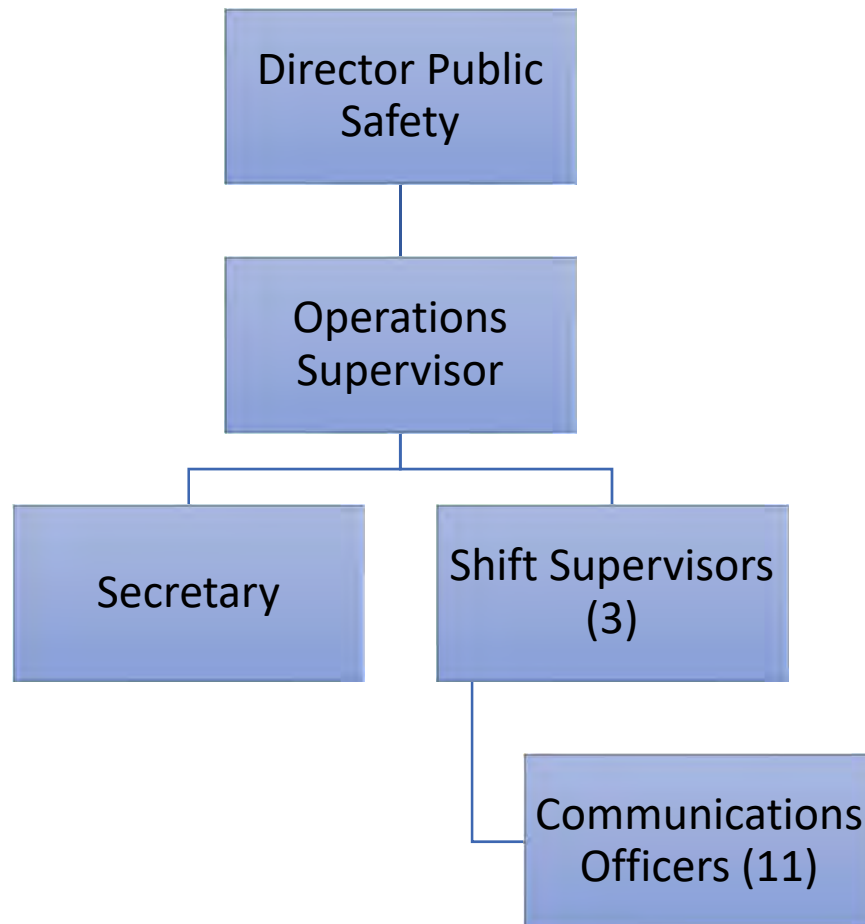 Director Public
Safety
Operations
Supervisor
Secretary
Shift Supervisors
(3)
Communications
Officers (11)